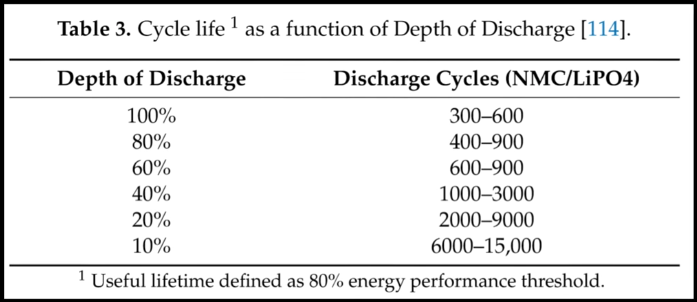 Table 3. Cycle life ¹ as a function of Depth of Discharge [114].
Depth of Discharge Discharge Cycles (NMC/LiPO4)
100% 300–600
80% 400–900
60% 600–900
40% 1000–3000
20% 2000–9000
10% 6000–15,000
¹ Useful lifetime defined as 80% energy performance threshold.